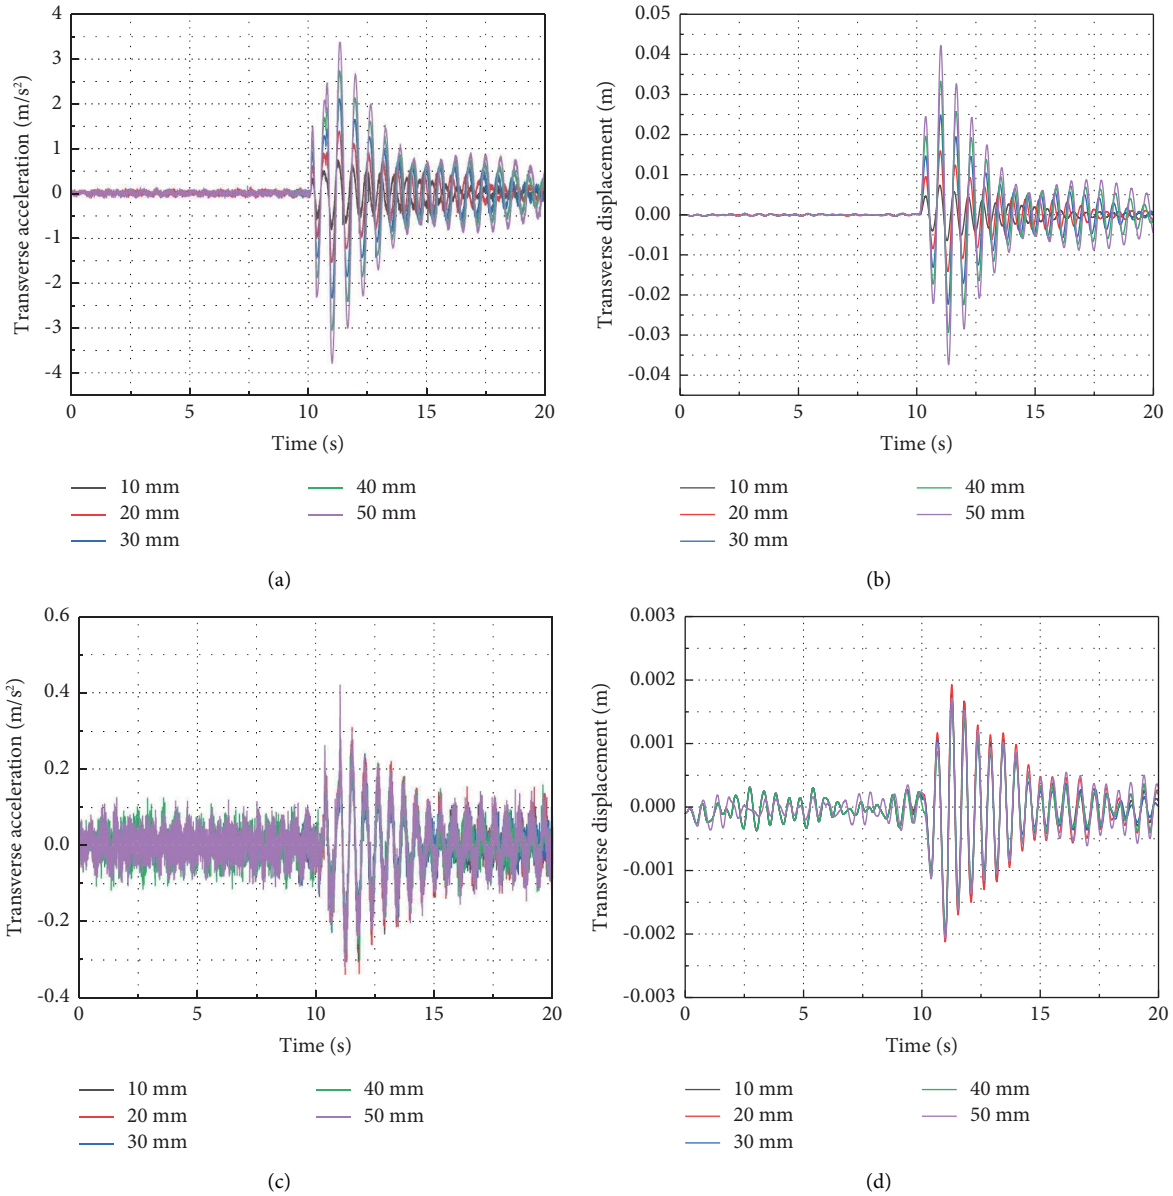 4
3
2
1
0
-1
-2
-3
-4
Transverse acceleration (m/s²)
0 5 10 15 20
Time (s)
10 mm 40 mm
20 mm 50 mm
30 mm
(a)
0.05
0.04
0.03
0.02
0.01
0.00
-0.01
-0.02
-0.03
-0.04
Transverse displacement (m)
0 5 10 15 20
Time (s)
10 mm 40 mm
20 mm 50 mm
30 mm
(b)
0.6
0.4
0.2
0.0
-0.2
-0.4
Transverse acceleration (m/s²)
0 5 10 15 20
Time (s)
10 mm 40 mm
20 mm 50 mm
30 mm
(c)
0.003
0.002
0.001
0.000
-0.001
-0.002
-0.003
Transverse displacement (m)
0 5 10 15 20
Time (s)
10 mm 40 mm
20 mm 50 mm
30 mm
(d)